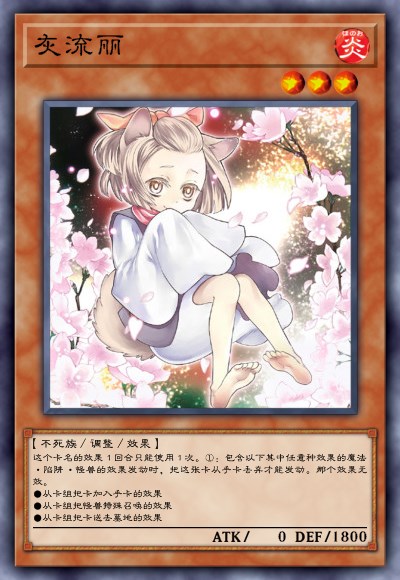 灰流丽
ほのお
炎
【不死族／调整／效果】
这个卡名的效果1回合只能使用1次。①：包含以下其中任意种效果的魔法
·陷阱·怪兽的效果发动时，把这张卡从手卡丢弃才能发动。那个效果无
效。
●从卡组把卡加入手卡的效果
●从卡组把怪兽特殊召唤的效果
●从卡组把卡送去墓地的效果
ATK/ 0 DEF/1800